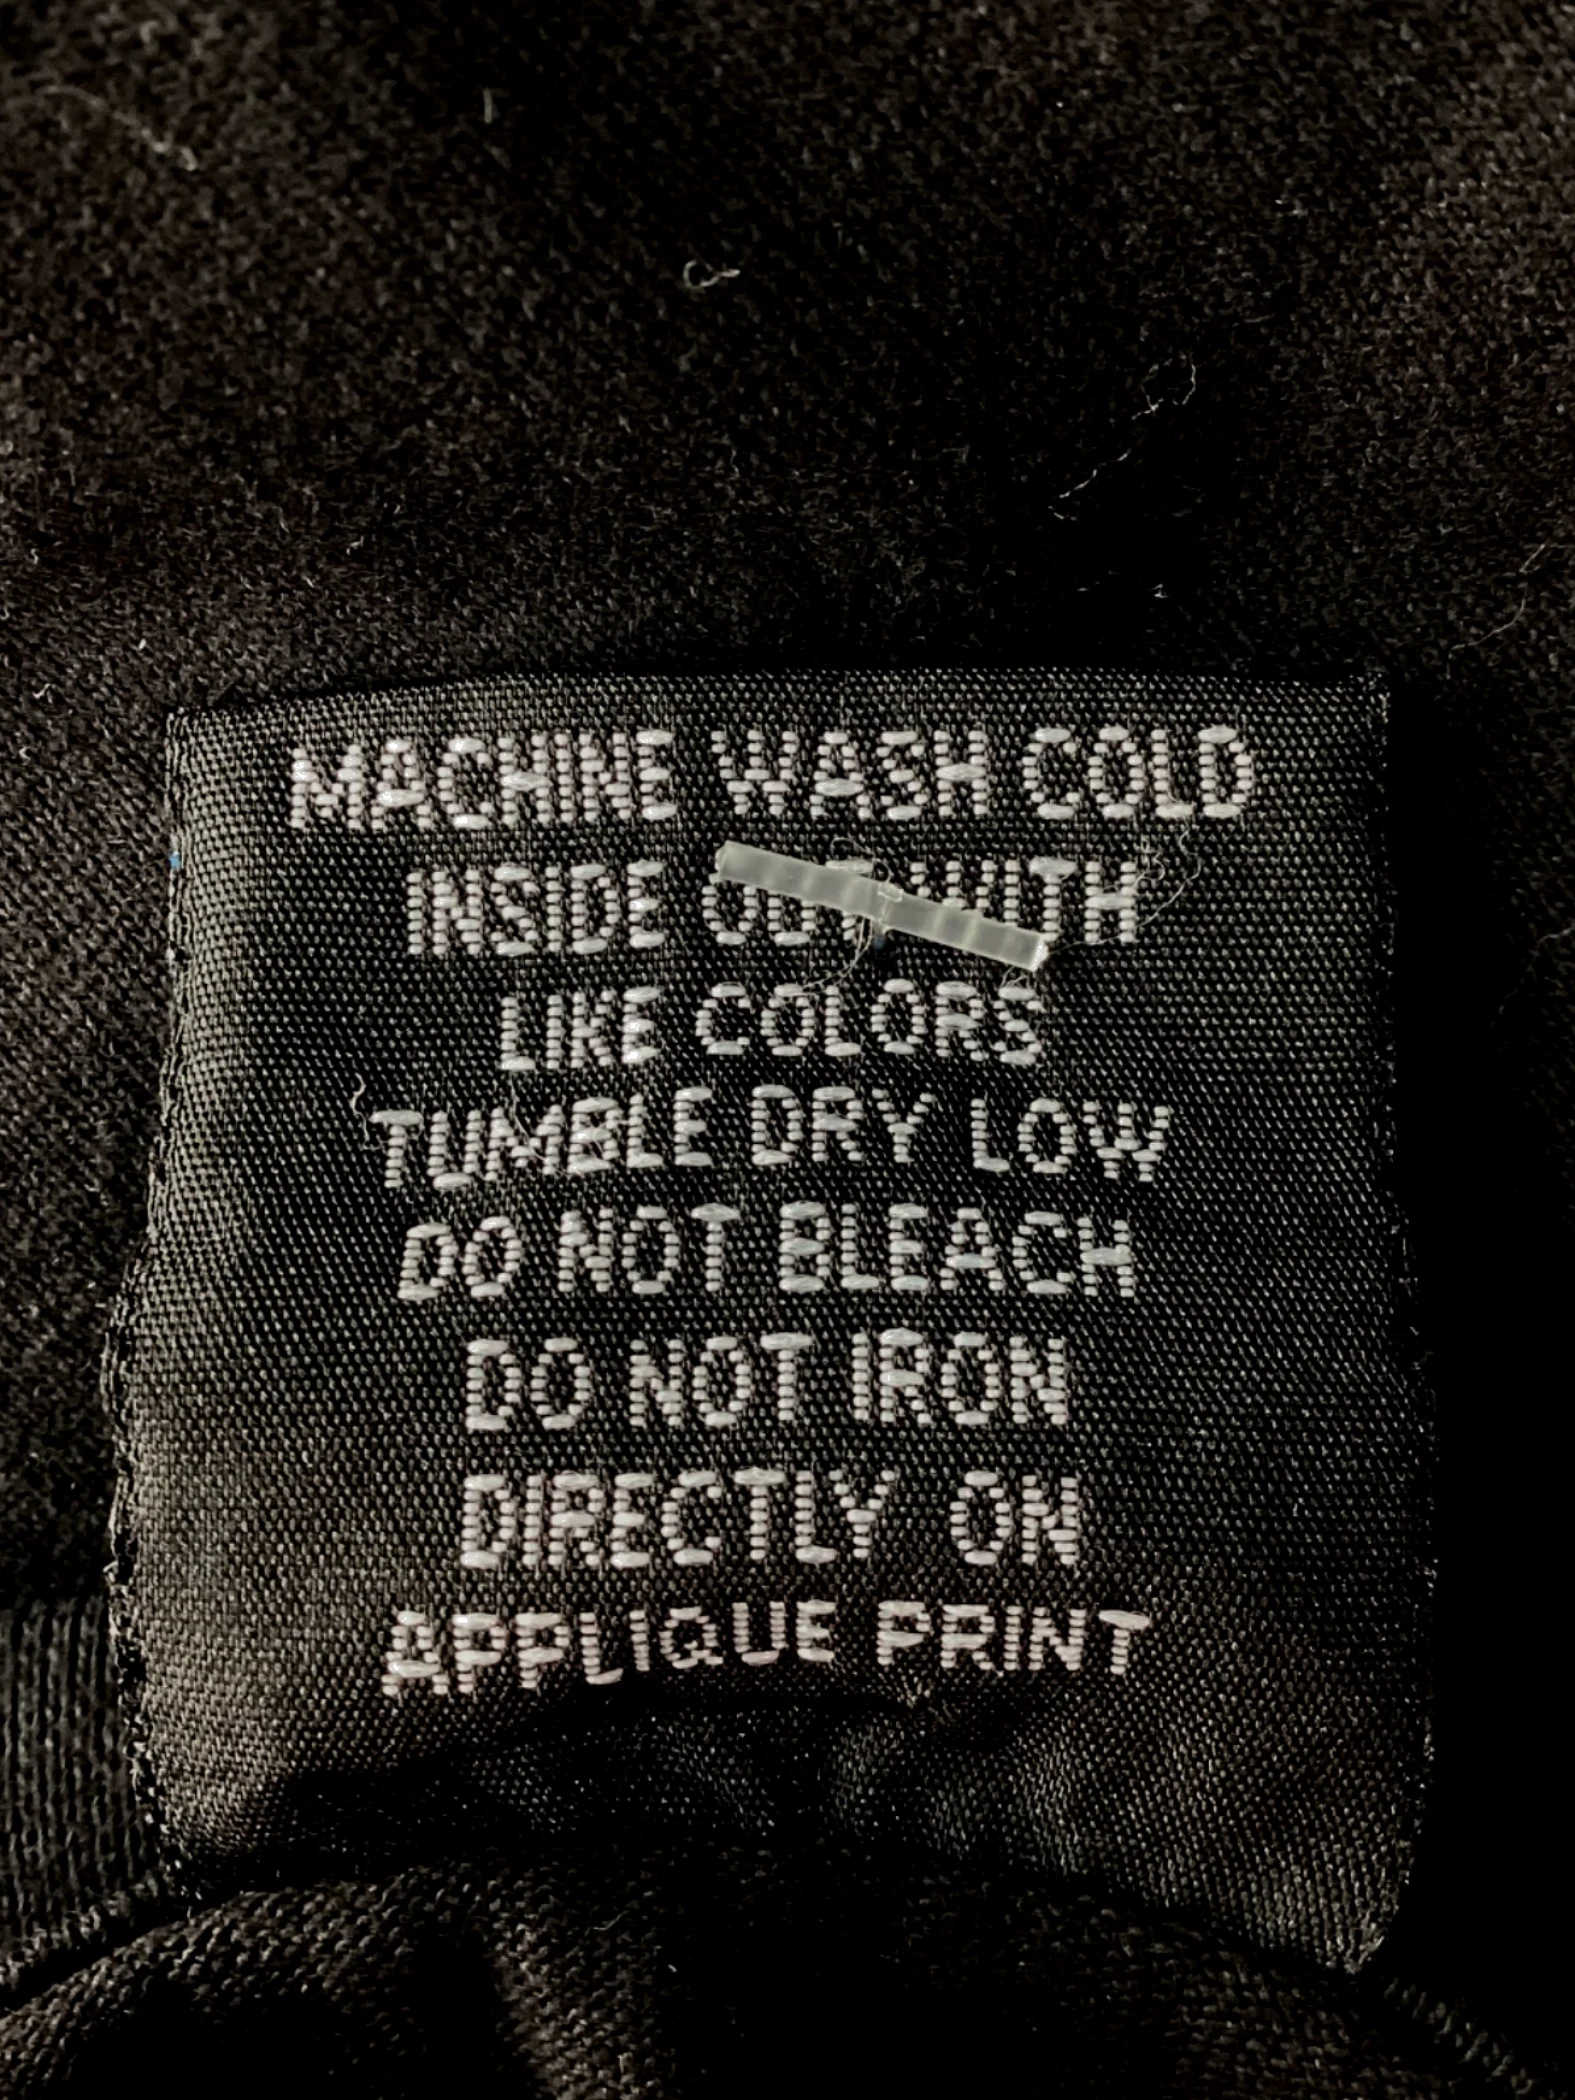 MACHINE WASH COLD
INSIDE OUT WITH
LIKE COLORS
TUMBLE DRY LOW
DO NOT BLEACH
DO NOT IRON
DIRECTLY ON
APPLIQUE PRINT